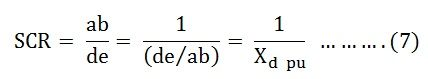 SCR = ab/de = 1/(de/ab) = 1/X_d pu … … … . (7)